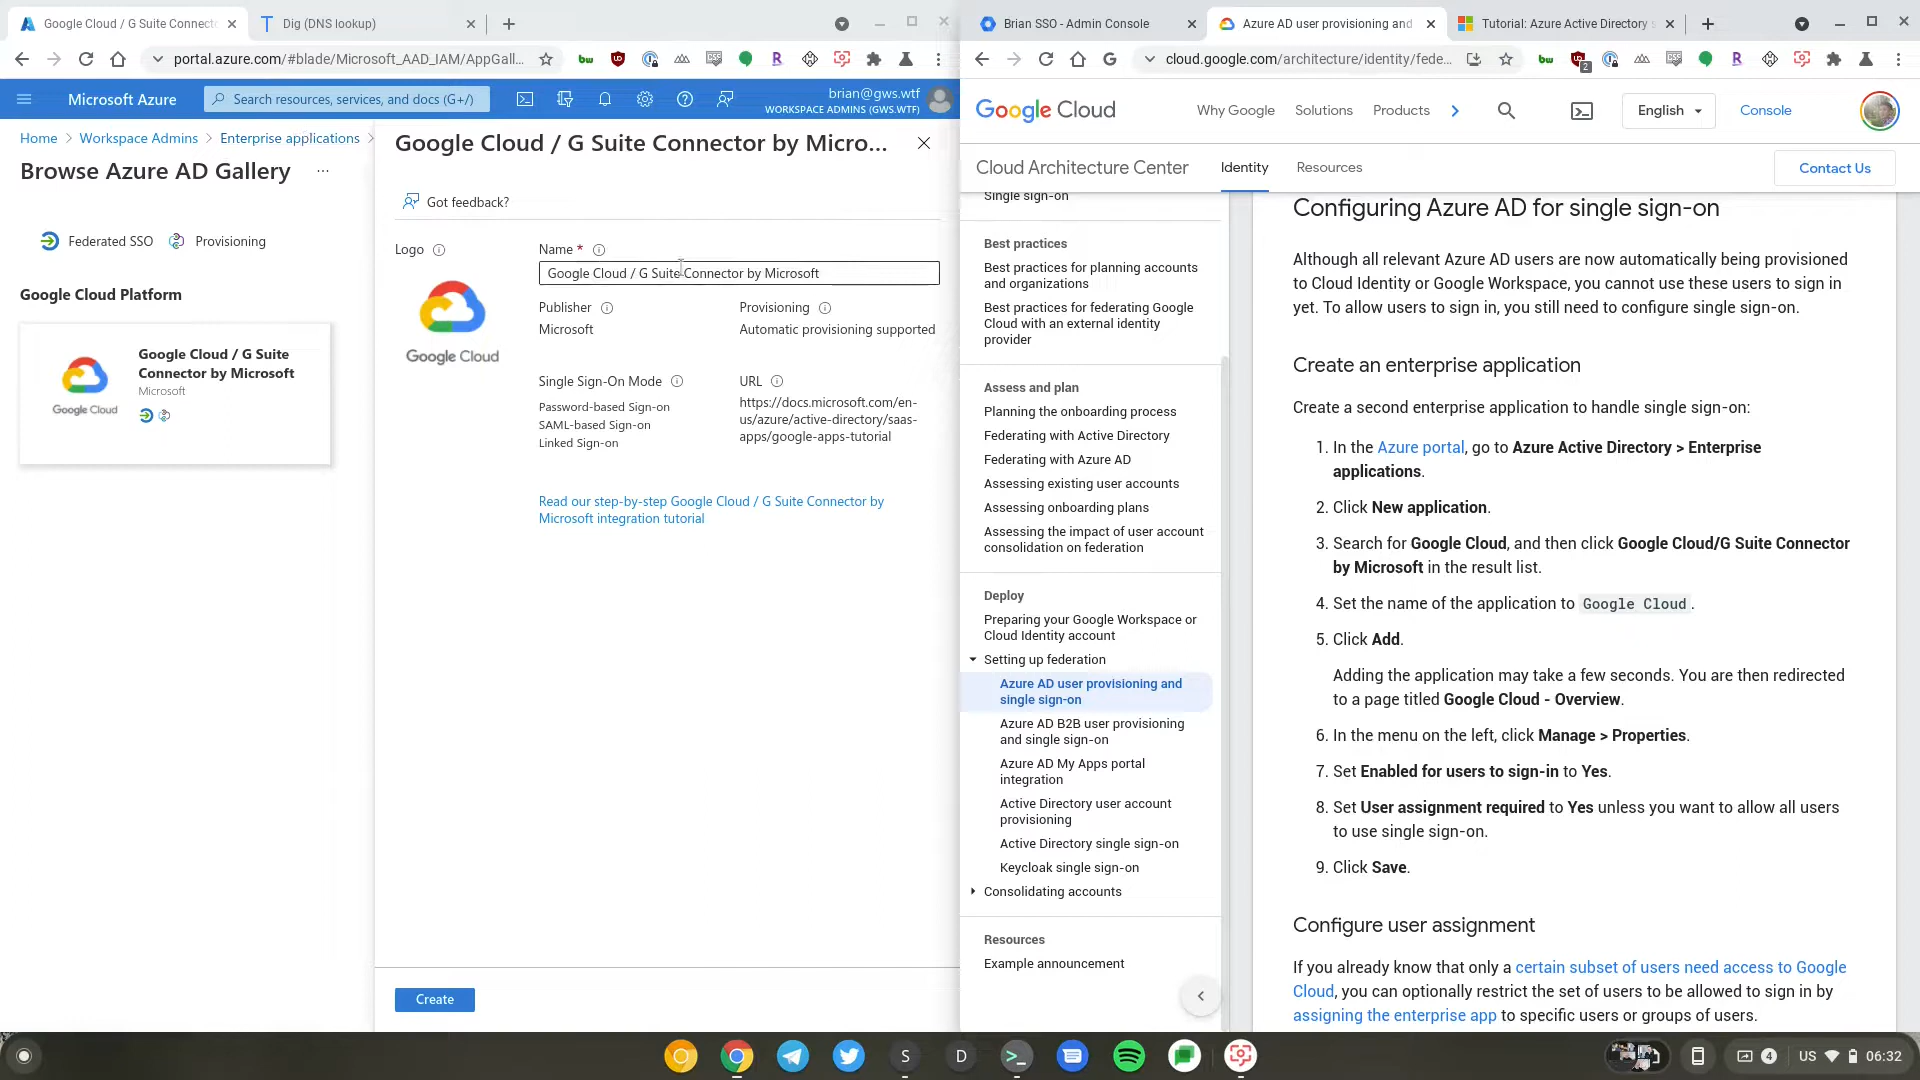 Google Cloud / G Suite Connecto
Dig (DNS lookup)
portal.azure.com/#blade/Microsoft_AAD_IAM/AppGall...
Microsoft Azure
Search resources, services, and docs (G+/)
brian@gws.wtf
WORKSPACE ADMINS (GWS.WTF)
Home > Workspace Admins > Enterprise applications >
Browse Azure AD Gallery ...
Federated SSO
Provisioning
Google Cloud Platform
Google Cloud
Google Cloud / G Suite
Connector by Microsoft
Microsoft
Google Cloud / G Suite Connector by Micro...
Got feedback?
Logo
Google Cloud
Name *
Google Cloud / G Suite Connector by Microsoft
Publisher
Microsoft
Provisioning
Automatic provisioning supported
Single Sign-On Mode
Password-based Sign-on
SAML-based Sign-on
Linked Sign-on
URL
https://docs.microsoft.com/en-
us/azure/active-directory/saas-
apps/google-apps-tutorial
Read our step-by-step Google Cloud / G Suite Connector by
Microsoft integration tutorial
Create
Brian SSO - Admin Console
Azure AD user provisioning and
Tutorial: Azure Active Directory s
cloud.google.com/architecture/identity/fede...
2
Google Cloud
Why Google
Solutions
Products
English
Console
Cloud Architecture Center
Identity
Resources
Contact Us
Single sign-on
Best practices
Best practices for planning accounts
and organizations
Best practices for federating Google
Cloud with an external identity
provider
Assess and plan
Planning the onboarding process
Federating with Active Directory
Federating with Azure AD
Assessing existing user accounts
Assessing onboarding plans
Assessing the impact of user account
consolidation on federation
Deploy
Preparing your Google Workspace or
Cloud Identity account
Setting up federation
Azure AD user provisioning and
single sign-on
Azure AD B2B user provisioning
and single sign-on
Azure AD My Apps portal
integration
Active Directory user account
provisioning
Active Directory single sign-on
Keycloak single sign-on
Consolidating accounts
Resources
Example announcement
Configuring Azure AD for single sign-on
Although all relevant Azure AD users are now automatically being provisioned
to Cloud Identity or Google Workspace, you cannot use these users to sign in
yet. To allow users to sign in, you still need to configure single sign-on.
Create an enterprise application
Create a second enterprise application to handle single sign-on:
1. In the Azure portal, go to Azure Active Directory > Enterprise
applications.
2. Click New application.
3. Search for Google Cloud, and then click Google Cloud/G Suite Connector
by Microsoft in the result list.
4. Set the name of the application to Google Cloud.
5. Click Add.
Adding the application may take a few seconds. You are then redirected
to a page titled Google Cloud - Overview.
6. In the menu on the left, click Manage > Properties.
7. Set Enabled for users to sign-in to Yes.
8. Set User assignment required to Yes unless you want to allow all users
to use single sign-on.
9. Click Save.
Configure user assignment
If you already know that only a certain subset of users need access to Google
Cloud, you can optionally restrict the set of users to be allowed to sign in by
assigning the enterprise app to specific users or groups of users.
S
D
4
US
06:32